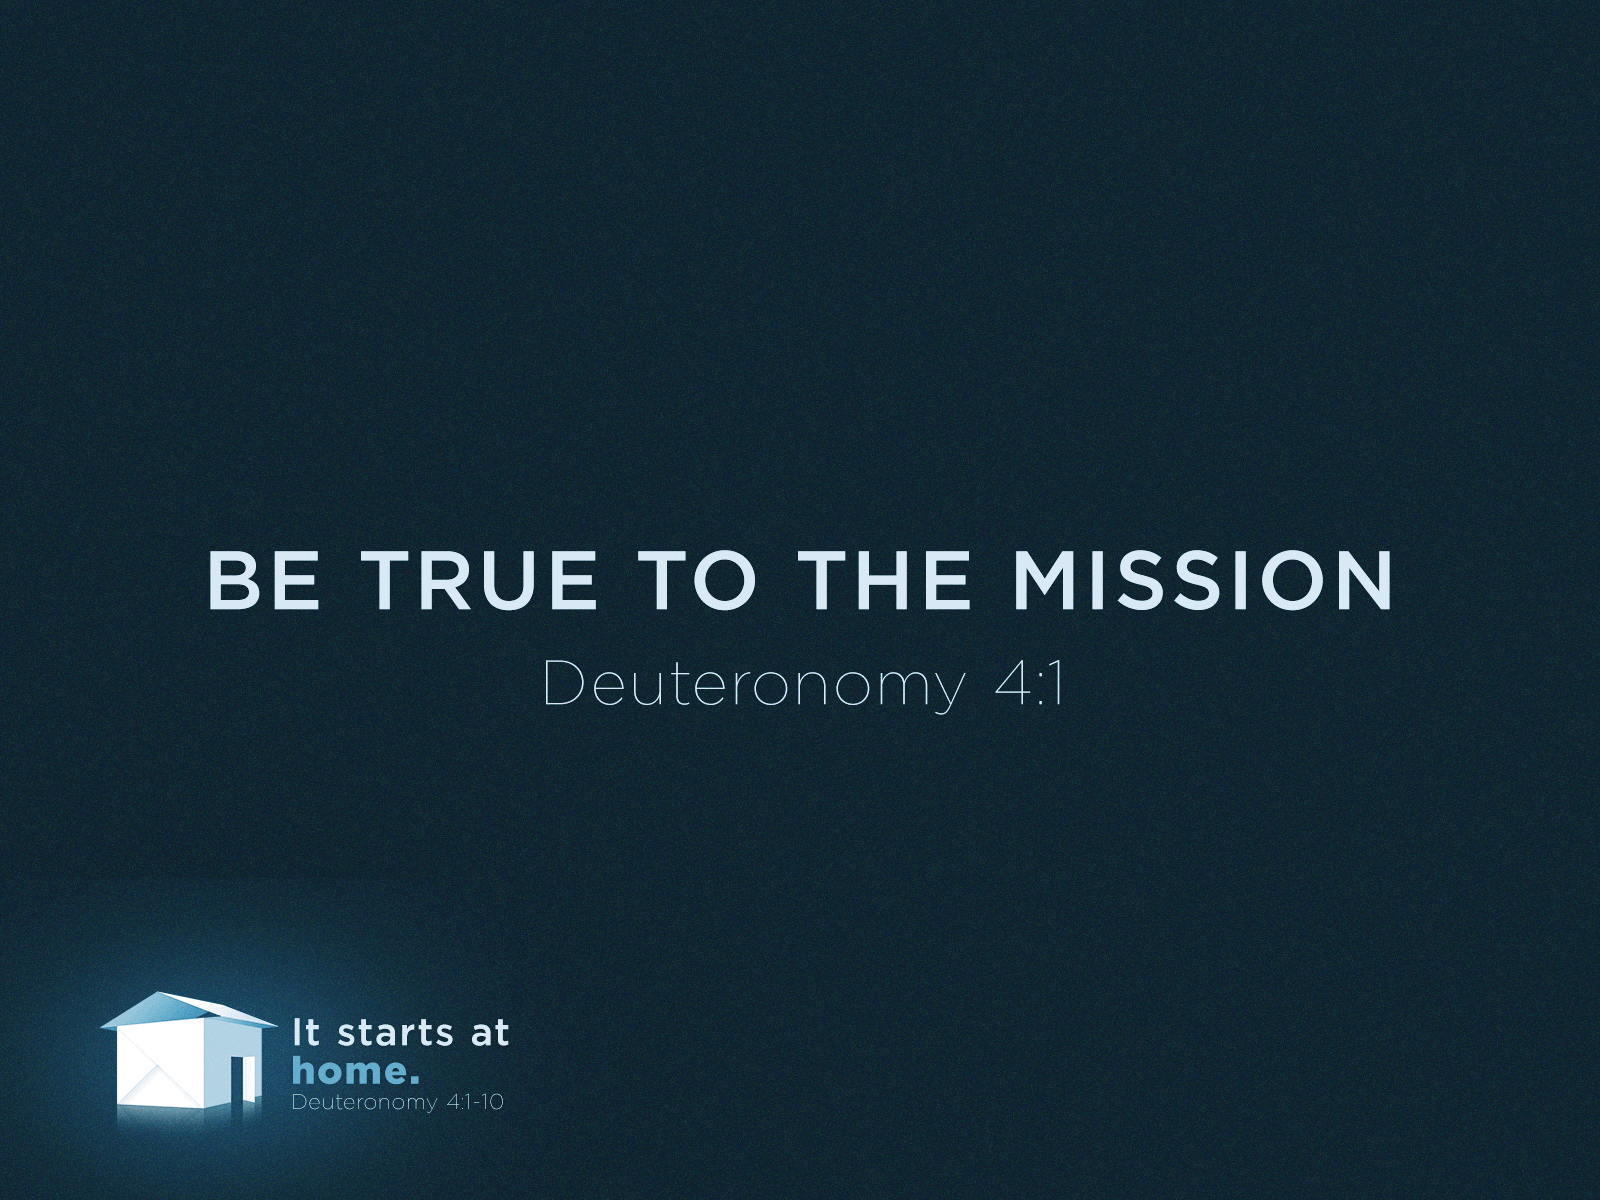 BE TRUE TO THE MISSION
Deuteronomy 4:1
It starts at
home.
Deuteronomy 4:1-10